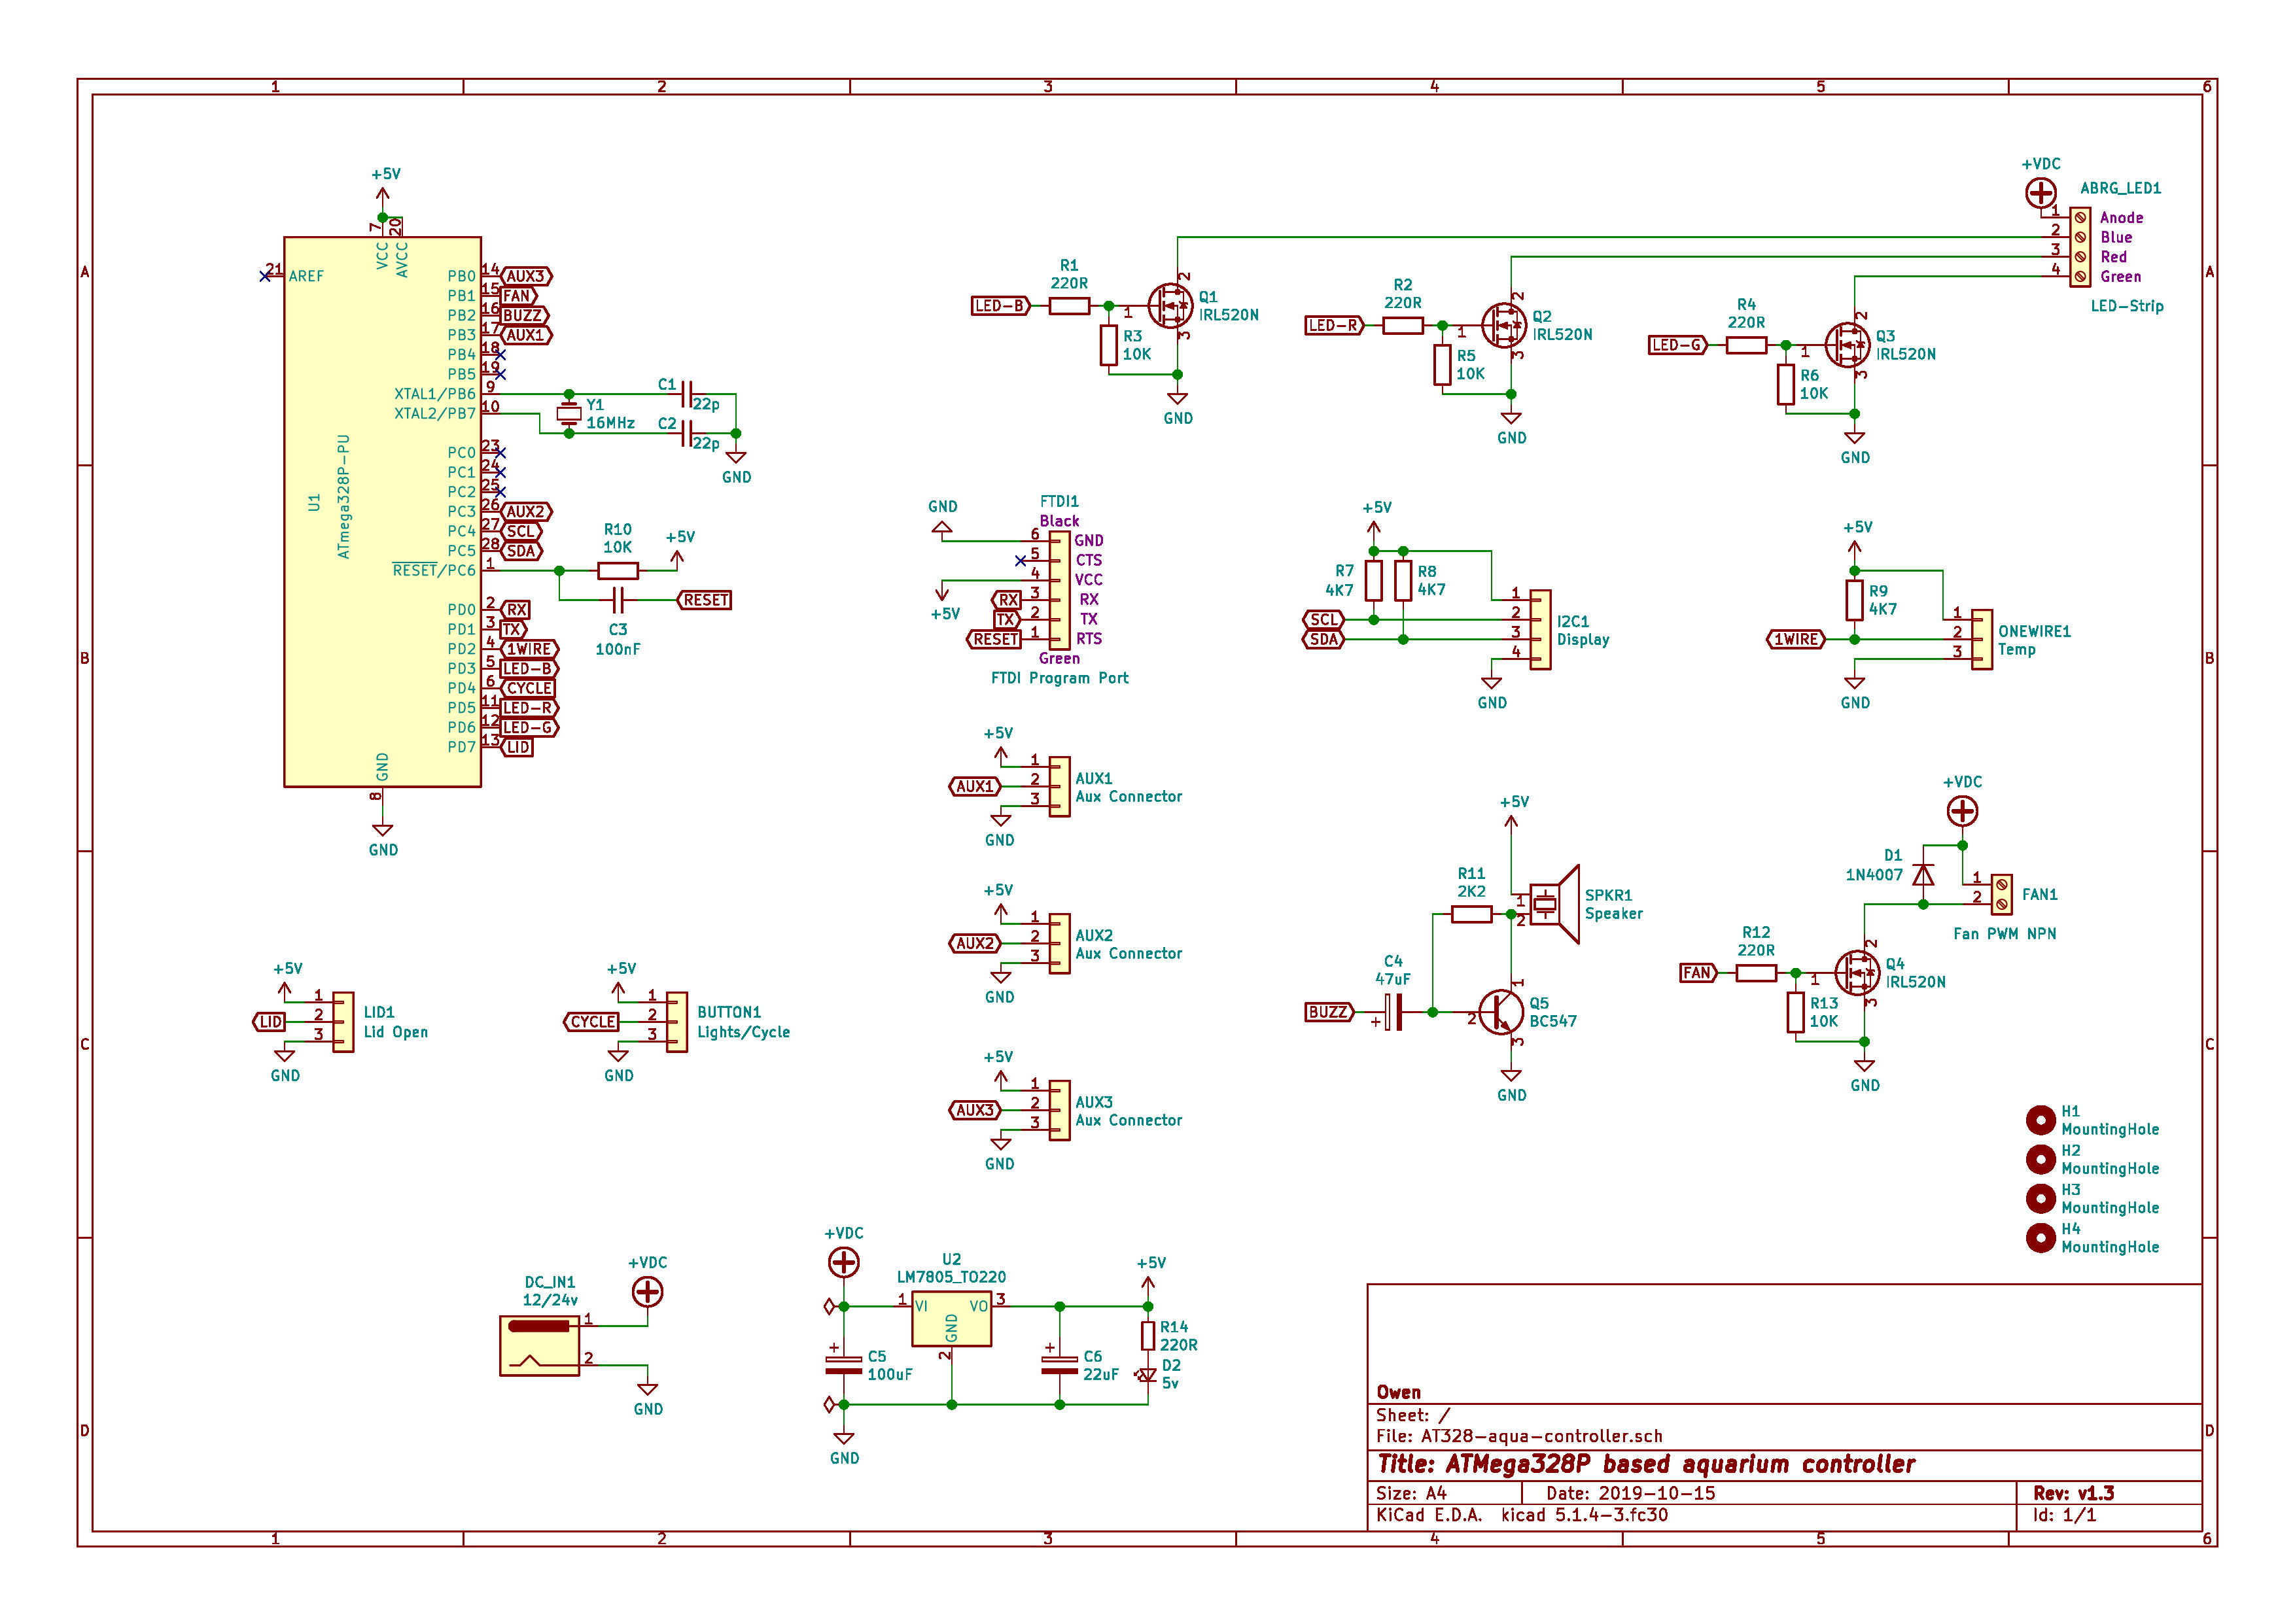 1 2 3 4 5 6
A
B
C
D
A
B
C
D
1 2 3 4 5 6
+5V
7 VCC
20 AVCC
21 AREF
U1
ATmega328P-PU
PB0 14 AUX3
PB1 15 FAN
PB2 16 BUZZ
PB3 17 AUX1
PB4 18
PB5 19
XTAL1/PB6 9
XTAL2/PB7 10
PC0 23
PC1 24
PC2 25
PC3 26 AUX2
PC4 27 SCL
PC5 28 SDA
RESET/PC6 1
PD0 2 RX
PD1 3 TX
PD2 4 1WIRE
PD3 5 LED-B
PD4 6 CYCLE
PD5 11 LED-R
PD6 12 LED-G
PD7 13 LID
GND
8
GND
Y1
16MHz
C1
22p
C2
22p
GND
R10
10K
+5V
C3
100nF
RESET
LED-B
R1
220R
R3
10K
1
2
3
Q1
IRL520N
GND
LED-R
R2
220R
R5
10K
1
2
3
Q2
IRL520N
GND
LED-G
R4
220R
R6
10K
1
2
3
Q3
IRL520N
GND
+VDC
ABRG_LED1
1 Anode
2 Blue
3 Red
4 Green
LED-Strip
FTDI1
Black
GND
6 GND
5 CTS
4 VCC
+5V
RX 3 RX
TX 2 TX
RESET 1 RTS
Green
FTDI Program Port
+5V
R7
4K7
R8
4K7
SCL
SDA
1
2
3
4
I2C1
Display
GND
+5V
R9
4K7
1WIRE
1
2
3
ONEWIRE1
Temp
GND
+5V
1
AUX1 2
3
AUX1
Aux Connector
GND
+5V
1
AUX2 2
3
AUX2
Aux Connector
GND
+5V
1
AUX3 2
3
AUX3
Aux Connector
GND
+5V
1
LID 2
3
LID1
Lid Open
GND
+5V
1
CYCLE 2
3
BUTTON1
Lights/Cycle
GND
+5V
R11
2K2
1
2
SPKR1
Speaker
C4
47uF
BUZZ
+
1
2
3
Q5
BC547
GND
+VDC
D1
1N4007
1
2
FAN1
Fan PWM NPN
FAN
R12
220R
R13
10K
1
2
3
Q4
IRL520N
GND
H1
MountingHole
H2
MountingHole
H3
MountingHole
H4
MountingHole
DC_IN1
12/24v
1
2
+VDC
GND
+VDC
U2
LM7805_TO220
1 VI
VO 3
GND
2
+
C5
100uF
+
C6
22uF
+5V
R14
220R
D2
5v
GND
Owen
Sheet: /
File: AT328-aqua-controller.sch
Title: ATMega328P based aquarium controller
Size: A4 Date: 2019-10-15 Rev: v1.3
KiCad E.D.A. kicad 5.1.4-3.fc30 Id: 1/1